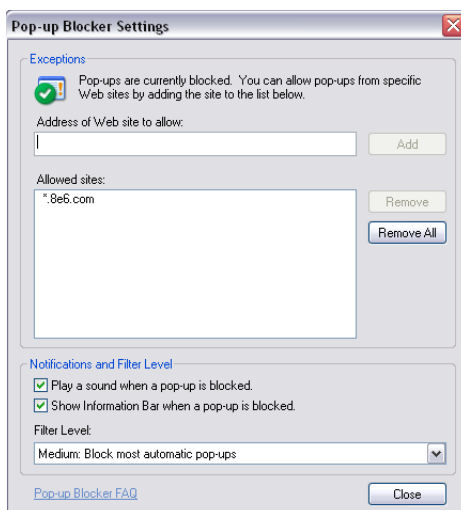 Pop-up Blocker Settings
Exceptions
Pop-ups are currently blocked. You can allow pop-ups from specific
Web sites by adding the site to the list below.
Address of Web site to allow:
Add
Allowed sites:
*.8e6.com
Remove
Remove All
Notifications and Filter Level
Play a sound when a pop-up is blocked.
Show Information Bar when a pop-up is blocked.
Filter Level:
Medium: Block most automatic pop-ups
Pop-up Blocker FAQ
Close